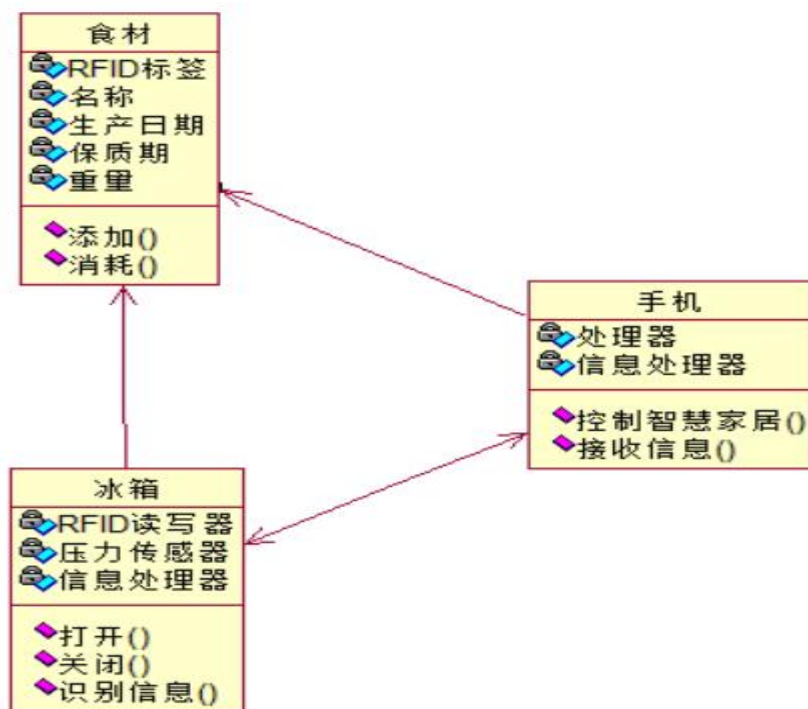 食材
RFID标签
名称
生产日期
保质期
重量
添加()
消耗()
手机
处理器
信息处理器
控制智慧家居()
接收信息()
冰箱
RFID读写器
压力传感器
信息处理器
打开()
关闭()
识别信息()